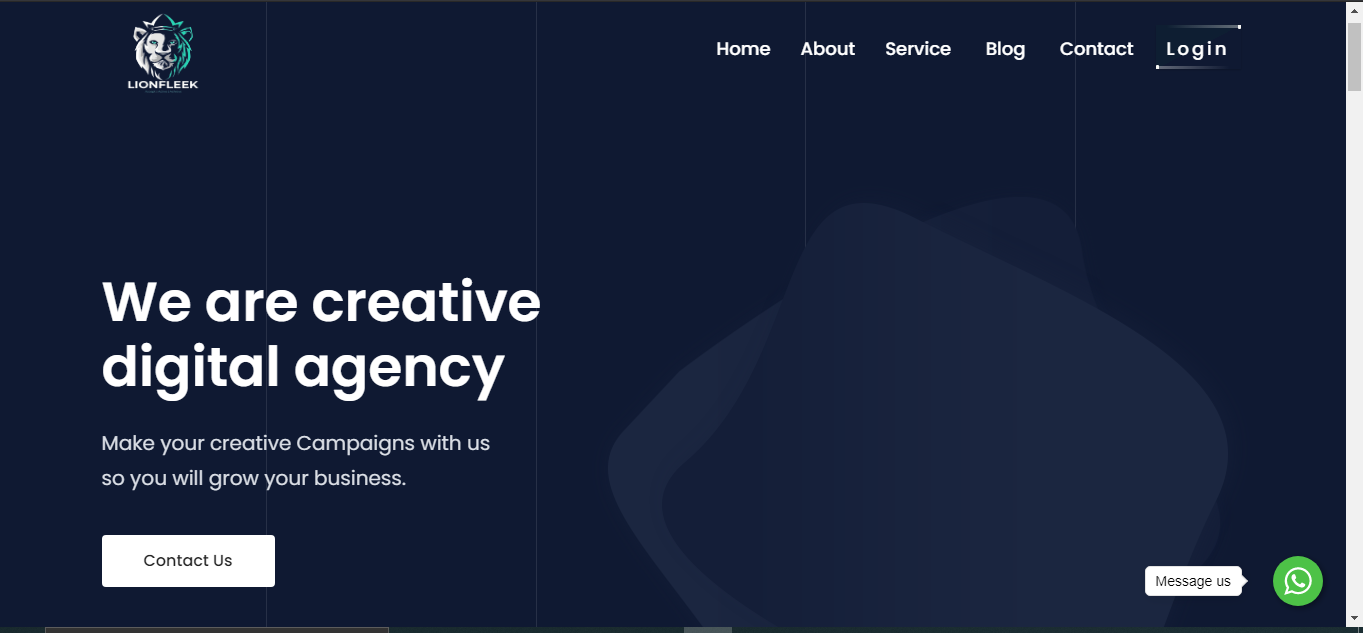 LIONFLEEK
Home About Service Blog Contact Login
We are creative
digital agency
Make your creative Campaigns with us
so you will grow your business.
Contact Us
Message us